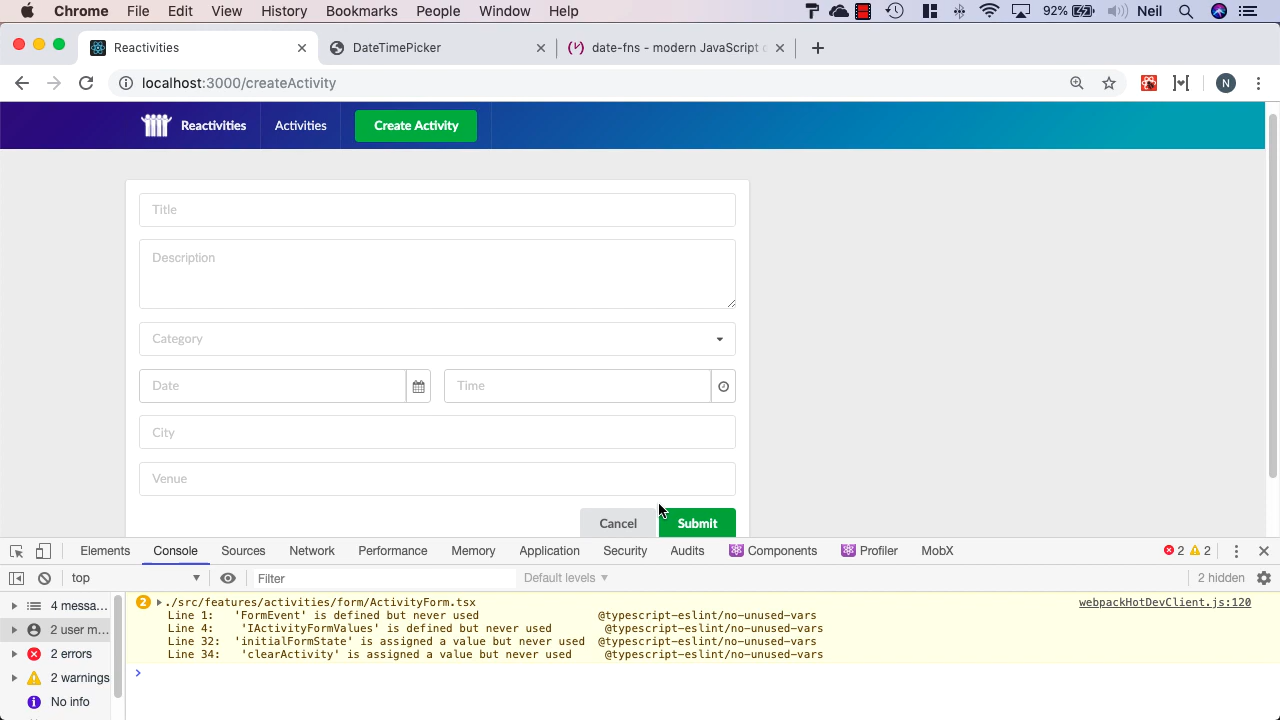 Chrome File Edit View History Bookmarks People Window Help 92% Neil
Reactivities DateTimePicker date-fns - modern JavaScript d
localhost:3000/createActivity N
Reactivities Activities Create Activity
Title
Description
Category
Date Time
City
Venue
Cancel Submit
Elements Console Sources Network Performance Memory Application Security Audits Components Profiler MobX 2 2
top Filter Default levels 2 hidden
4 messa...
2 user m...
2 errors
2 warnings
No info
2 ./src/features/activities/form/ActivityForm.tsx webpackHotDevClient.js:120
Line 1: 'FormEvent' is defined but never used @typescript-eslint/no-unused-vars
Line 4: 'IActivityFormValues' is defined but never used @typescript-eslint/no-unused-vars
Line 32: 'initialFormState' is assigned a value but never used @typescript-eslint/no-unused-vars
Line 34: 'clearActivity' is assigned a value but never used @typescript-eslint/no-unused-vars